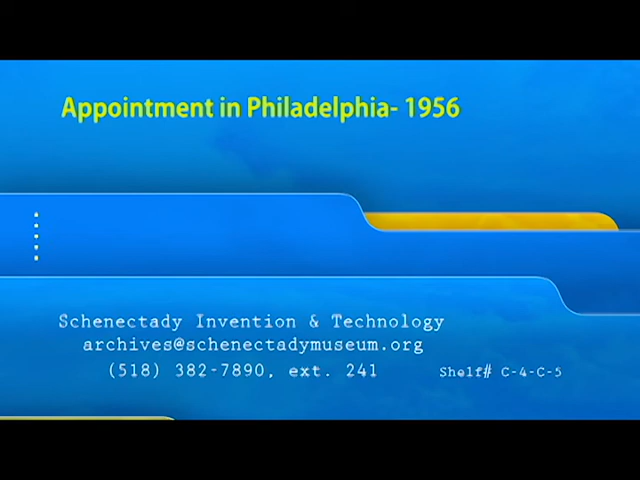 Appointment in Philadelphia- 1956
Schenectady Invention & Technology
archives@schenectadymuseum.org
(518) 382-7890, ext. 241
Shelf# C-4-C-5